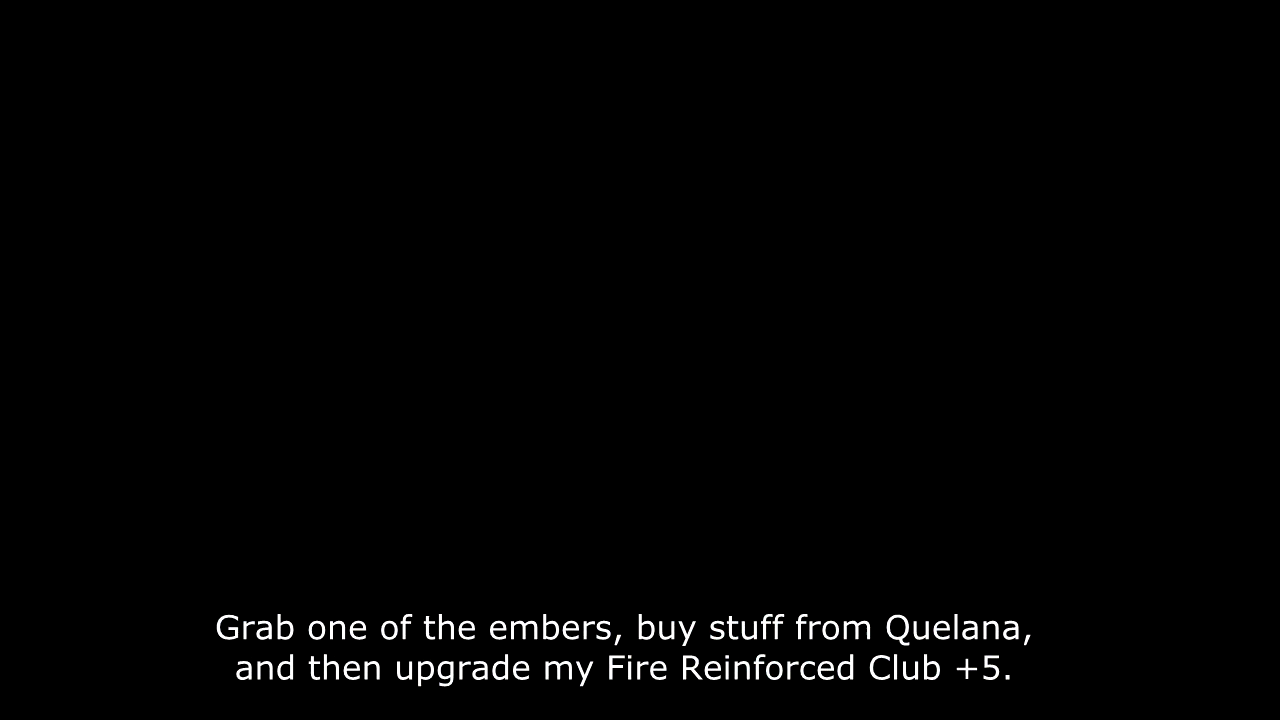 Grab one of the embers, buy stuff from Quelana,
and then upgrade my Fire Reinforced Club +5.